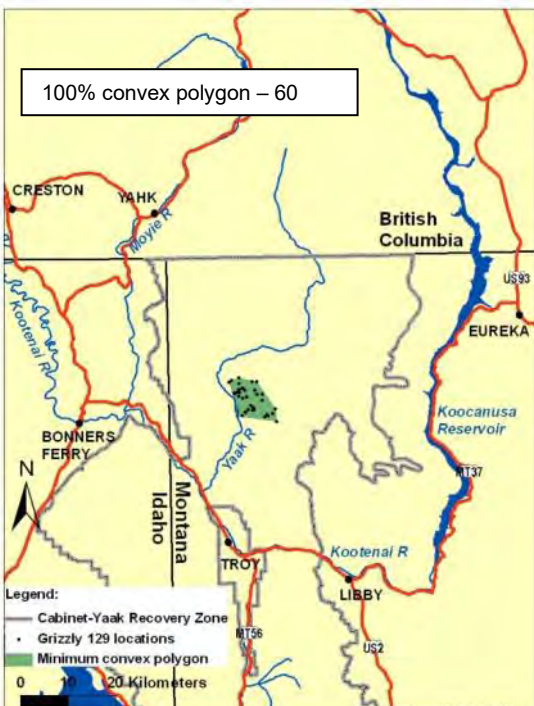 100% convex polygon – 60
CRESTON
YAHK
Moyie R
British
Columbia
US93
Kootenai R
EUREKA
Koocanusa
Reservoir
BONNERS
FERRY
Yaak R
MT37
N
Montana
Idaho
TROY
Kootenai R
LIBBY
Legend:
Cabinet-Yaak Recovery Zone
Grizzly 129 locations
Minimum convex polygon
MT56
US2
0 10 20 Kilometers